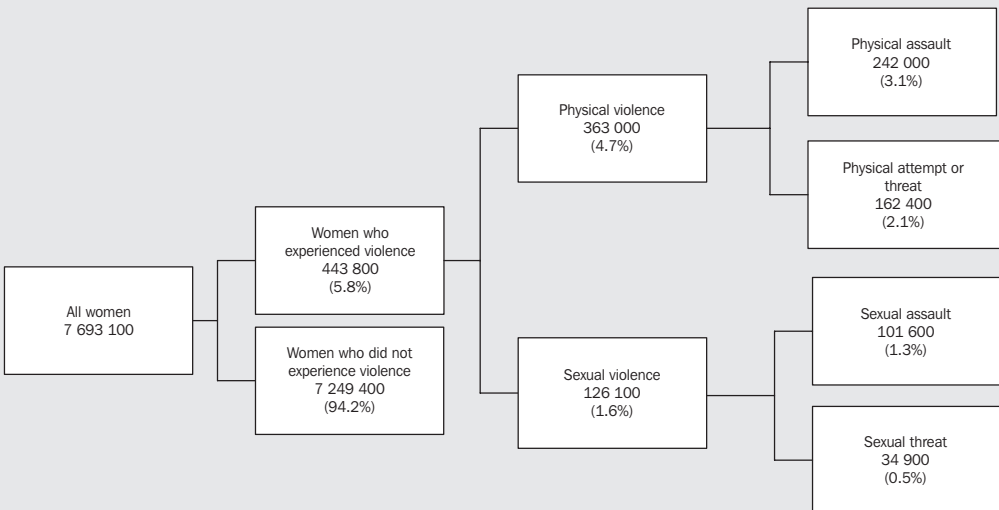 All women
7 693 100
Women who
experienced violence
443 800
(5.8%)
Women who did not
experience violence
7 249 400
(94.2%)
Physical violence
363 000
(4.7%)
Sexual violence
126 100
(1.6%)
Physical assault
242 000
(3.1%)
Physical attempt or
threat
162 400
(2.1%)
Sexual assault
101 600
(1.3%)
Sexual threat
34 900
(0.5%)